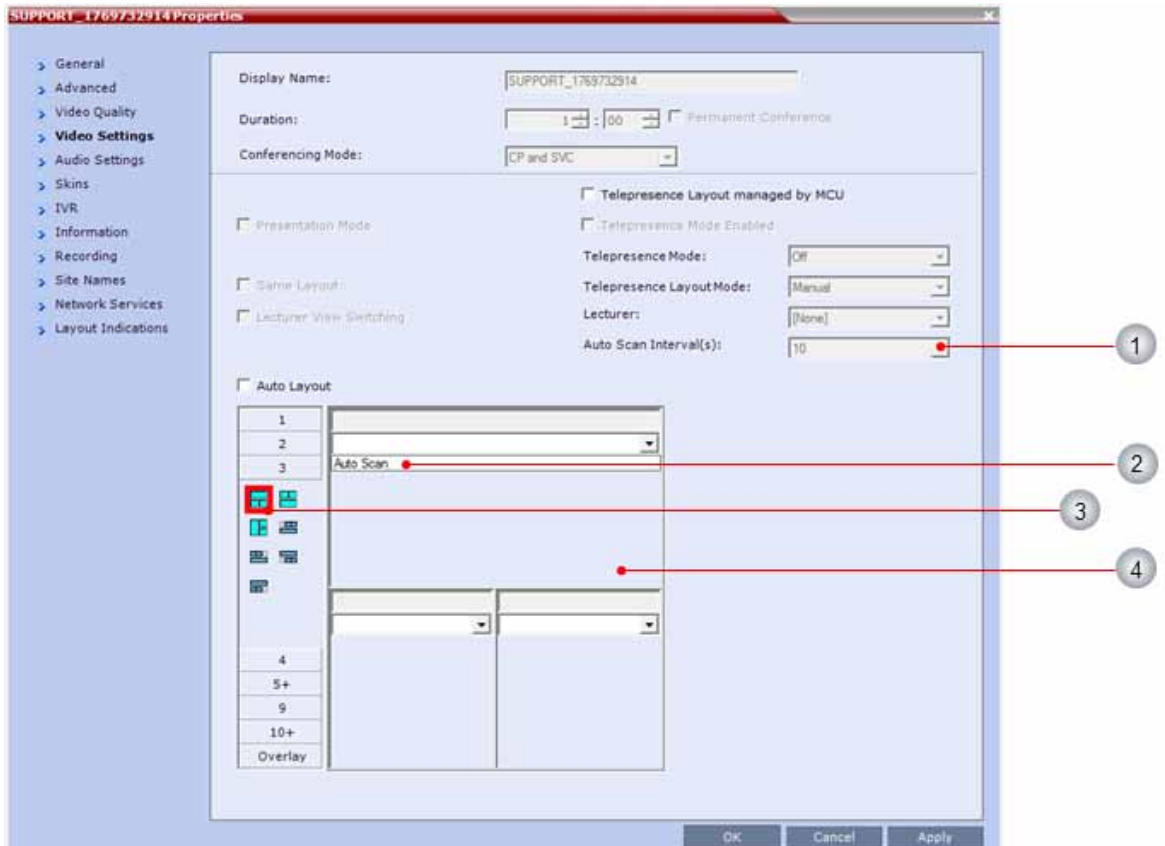 SUPPORT_1769732914 Properties
General
Advanced
Video Quality
Video Settings
Audio Settings
Skins
IVR
Information
Recording
Site Names
Network Services
Layout Indications
Display Name: SUPPORT_1769732914
Duration: 1 : 00 Permanent Conference
Conferencing Mode: CP and SVC
Telepresence Layout managed by MCU
Presentation Mode Telepresence Mode Enabled
Telepresence Mode: Off
Same Layout Telepresence Layout Mode: Manual
Lecturer View Switching Lecturer: [None]
Auto Scan Interval(s): 10 1
Auto Layout
1
2
3 Auto Scan 2
3
4
4
5+
9
10+
Overlay
OK Cancel Apply